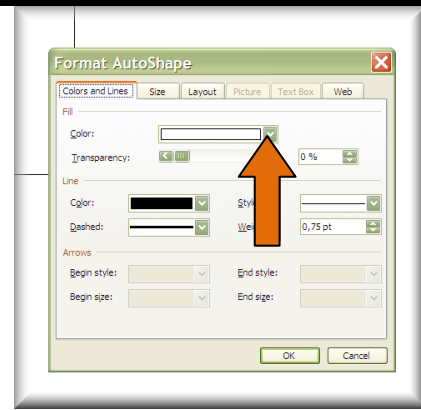 Format AutoShape
Colors and Lines Size Layout Picture Text Box Web
Fill
Color:
Transparency: 0 %
Line
Color: Style:
Dashed: 0,75 pt
Arrows
Begin style: End style:
Begin size: End size:
OK Cancel